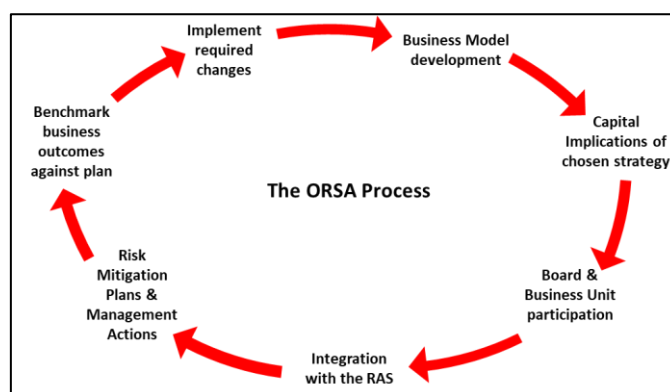 The ORSA Process
Implement
required
changes
Business Model
development
Capital
Implications of
chosen strategy
Board &
Business Unit
participation
Integration
with the RAS
Risk
Mitigation
Plans &
Management
Actions
Benchmark
business
outcomes
against plan